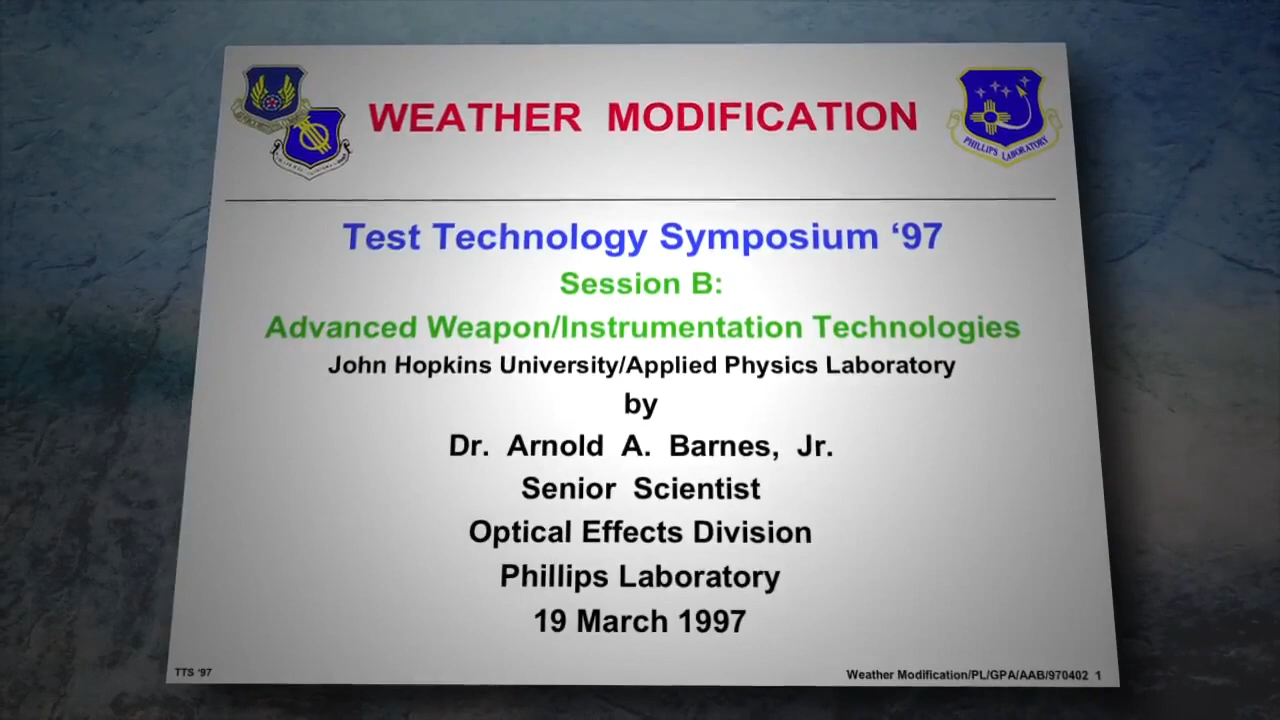 WEATHER MODIFICATION
PHILLIPS LABORATORY
Test Technology Symposium ‘97
Session B:
Advanced Weapon/Instrumentation Technologies
John Hopkins University/Applied Physics Laboratory
by
Dr. Arnold A. Barnes, Jr.
Senior Scientist
Optical Effects Division
Phillips Laboratory
19 March 1997
TTS ‘97
Weather Modification/PL/GPA/AAB/970402 1